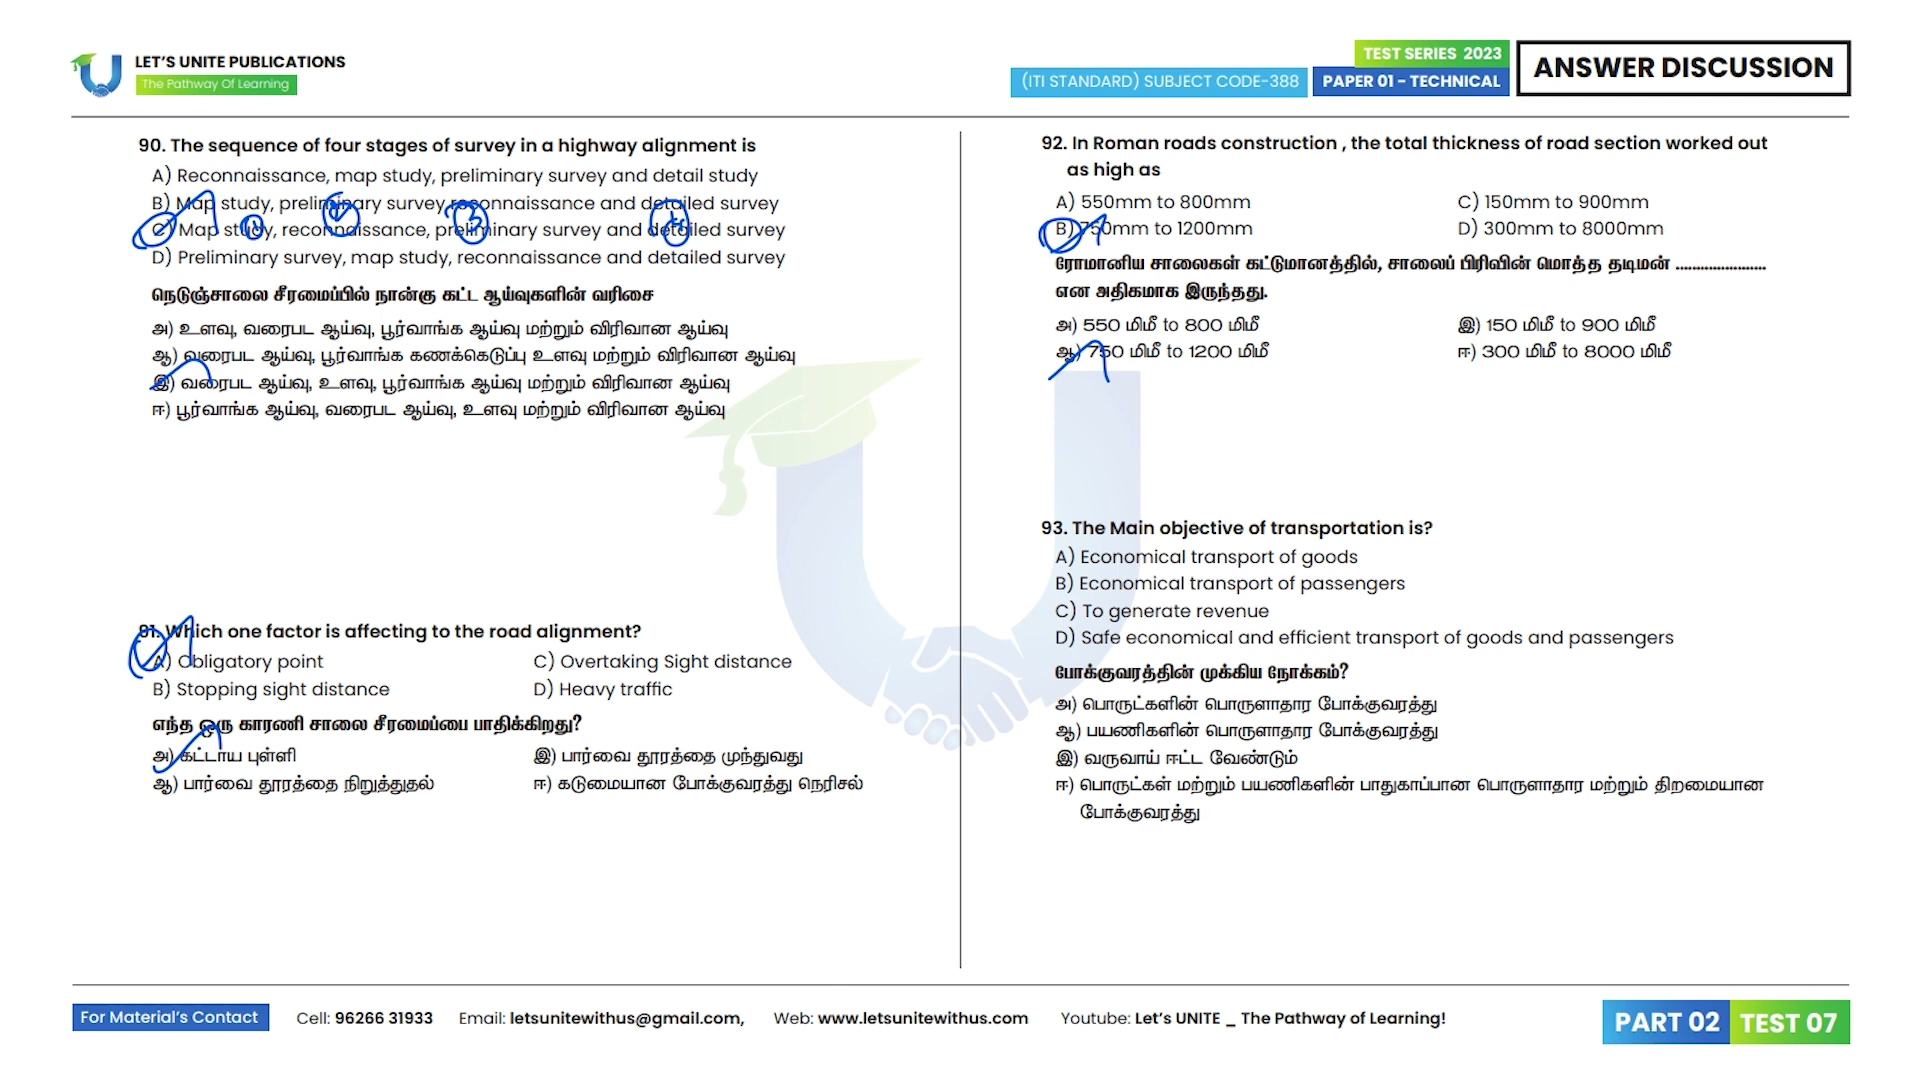 LET'S UNITE PUBLICATIONS
The Pathway Of Learning
TEST SERIES 2023
(ITI STANDARD) SUBJECT CODE-388
PAPER 01 - TECHNICAL
ANSWER DISCUSSION
90. The sequence of four stages of survey in a highway alignment is
A) Reconnaissance, map study, preliminary survey and detail study
B) Map study, preliminary survey reconnaissance and detailed survey
C) Map study, reconnaissance, preliminary survey and detailed survey
D) Preliminary survey, map study, reconnaissance and detailed survey
நெடுஞ்சாலை சீரமைப்பில் நான்கு கட்ட ஆய்வுகளின் வரிசை
அ) உளவு, வரைபட ஆய்வு, பூர்வாங்க ஆய்வு மற்றும் விரிவான ஆய்வு
ஆ) வரைபட ஆய்வு, பூர்வாங்க கணக்கெடுப்பு உளவு மற்றும் விரிவான ஆய்வு
இ) வரைபட ஆய்வு, உளவு, பூர்வாங்க ஆய்வு மற்றும் விரிவான ஆய்வு
ஈ) பூர்வாங்க ஆய்வு, வரைபட ஆய்வு, உளவு மற்றும் விரிவான ஆய்வு
91. Which one factor is affecting to the road alignment?
A) Obligatory point
C) Overtaking Sight distance
B) Stopping sight distance
D) Heavy traffic
எந்த ஒரு காரணி சாலை சீரமைப்பை பாதிக்கிறது?
அ) கட்டாய புள்ளி
இ) பார்வை தூரத்தை முந்துவது
ஆ) பார்வை தூரத்தை நிறுத்துதல்
ஈ) கடுமையான போக்குவரத்து நெரிசல்
92. In Roman roads construction , the total thickness of road section worked out
as high as
A) 550mm to 800mm
C) 150mm to 900mm
B) 750mm to 1200mm
D) 300mm to 8000mm
ரோமானிய சாலைகள் கட்டுமானத்தில், சாலைப் பிரிவின் மொத்த தடிமன் ......................
என அதிகமாக இருந்தது.
அ) 550 மிமீ to 800 மிமீ
இ) 150 மிமீ to 900 மிமீ
ஆ) 750 மிமீ to 1200 மிமீ
ஈ) 300 மிமீ to 8000 மிமீ
93. The Main objective of transportation is?
A) Economical transport of goods
B) Economical transport of passengers
C) To generate revenue
D) Safe economical and efficient transport of goods and passengers
போக்குவரத்தின் முக்கிய நோக்கம்?
அ) பொருட்களின் பொருளாதார போக்குவரத்து
ஆ) பயணிகளின் பொருளாதார போக்குவரத்து
இ) வருவாய் ஈட்ட வேண்டும்
ஈ) பொருட்கள் மற்றும் பயணிகளின் பாதுகாப்பான பொருளாதார மற்றும் திறமையான
போக்குவரத்து
For Material's Contact
Cell: 96266 31933
Email: letsunitewithus@gmail.com,
Web: www.letsunitewithus.com
Youtube: Let's UNITE _ The Pathway of Learning!
PART 02
TEST 07